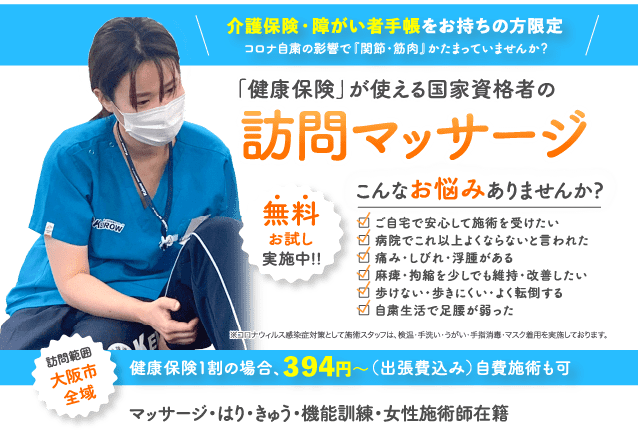 介護保険・障がい者手帳をお持ちの方限定
コロナ自粛の影響で『関節・筋肉』かたまっていませんか?
「健康保険」が使える国家資格者の
訪問マッサージ
無料
お試し
実施中!!
こんなお悩みありませんか?
ご自宅で安心して施術を受けたい
病院でこれ以上よくならないと言われた
痛み・しびれ・浮腫がある
麻痺・拘縮を少しでも維持・改善したい
歩けない・歩きにくい・よく転倒する
自粛生活で足腰が弱った
※コロナウィルス感染症対策として施術スタッフは、検温・手洗い・うがい・手指消毒・マスク着用を実施しております。
訪問範囲
大阪市
全域
健康保険1割の場合、394円〜(出張費込み)自費施術も可
マッサージ・はり・きゅう・機能訓練・女性施術師在籍